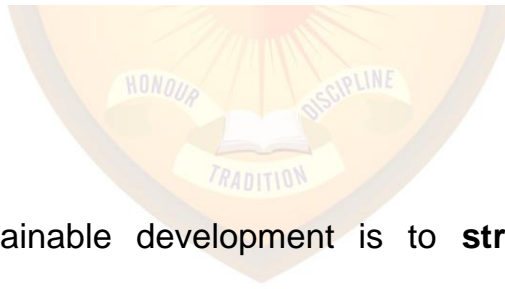 HONOUR
DISCIPLINE
TRADITION
ainable development is to str